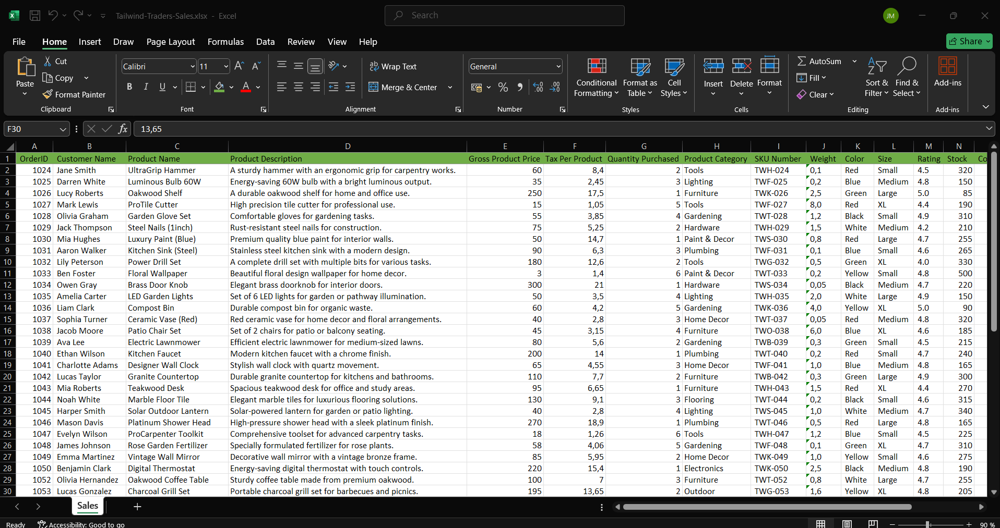 Tailwind-Traders-Sales.xlsx - Excel
Search
JM
File Home Insert Draw Page Layout Formulas Data Review View Help
Share
Paste
Cut
Copy
Format Painter
Clipboard
Calibri 11
B I U
Font
Wrap Text
Merge & Center
Alignment
General
Number
Conditional Formatting
Format as Table
Cell Styles
Styles
Insert Delete Format
Cells
AutoSum
Fill
Clear
Sort & Filter
Find & Select
Editing
Add-ins
Add-ins
F30 fx 13,65
A B C D E F G H I J K L M N
1 OrderID Customer Name Product Name Product Description Gross Product Price Tax Per Product Quantity Purchased Product Category SKU Number Weight Color Size Rating Stock Co
2 1024 Jane Smith UltraGrip Hammer A sturdy hammer with an ergonomic grip for carpentry works. 60 8,4 2 Tools TWH-024 0,1 Red Small 4.5 320
3 1025 Darren White Luminous Bulb 60W Energy-saving 60W bulb with a bright luminous output. 35 2,45 3 Lighting TWF-025 0,2 Blue Medium 4.8 150
4 1026 Lucy Roberts Oakwood Shelf A durable oakwood shelf for home and office use. 250 17,5 1 Furniture TWK-026 2,5 Green Large 5.0 85
5 1027 Mark Lewis ProTile Cutter High precision tile cutter for professional use. 15 1,05 5 Tools TWF-027 8,0 Red XL 4.4 190
6 1028 Olivia Graham Garden Glove Set Comfortable gloves for gardening tasks. 55 3,85 4 Gardening TWT-028 1,2 Black Small 4.9 310
7 1029 Jack Thompson Steel Nails (1inch) Rust-resistant steel nails for construction. 75 5,25 2 Hardware TWH-029 1,5 White Medium 4.2 210
8 1030 Mia Hughes Luxury Paint (Blue) Premium quality blue paint for interior walls. 50 14,7 1 Paint & Decor TWS-030 0,8 Red Large 4.7 255
9 1031 Aaron Walker Kitchen Sink (Steel) Stainless steel kitchen sink with a modern design. 90 6,3 3 Plumbing TWF-031 0,1 Blue Small 4.6 265
10 1032 Lily Peterson Power Drill Set A complete drill set with multiple bits for various tasks. 180 12,6 2 Tools TWG-032 0,5 Green XL 4.0 330
11 1033 Ben Foster Floral Wallpaper Beautiful floral design wallpaper for home decor. 3 1,4 6 Paint & Decor TWT-033 0,2 Yellow Small 4.8 500
12 1034 Owen Gray Brass Door Knob Elegant brass doorknob for interior doors. 300 21 1 Hardware TWS-034 0,05 Black Medium 4.7 220
13 1035 Amelia Carter LED Garden Lights Set of 6 LED lights for garden or pathway illumination. 50 3,5 4 Lighting TWH-035 2,0 White Large 4.9 150
14 1036 Liam Clark Compost Bin Durable compost bin for organic waste. 60 4,2 5 Gardening TWK-036 4,0 Yellow XL 5.0 90
15 1037 Sophia Turner Ceramic Vase (Red) Red ceramic vase for home decor and floral arrangements. 40 2,8 3 Home Decor TWT-037 0,05 Red Medium 4.8 320
16 1038 Jacob Moore Patio Chair Set Set of 2 chairs for patio or balcony seating. 45 3,15 4 Furniture TWO-038 6,0 Blue XL 4.6 185
17 1039 Ava Lee Electric Lawnmower Efficient electric lawnmower for medium-sized lawns. 80 5,6 2 Gardening TWB-039 0,3 Green Small 4.5 215
18 1040 Ethan Wilson Kitchen Faucet Modern kitchen faucet with a chrome finish. 200 14 1 Plumbing TWT-040 0,2 Red Small 4.7 240
19 1041 Charlotte Adams Designer Wall Clock Stylish wall clock with quartz movement. 65 4,55 3 Home Decor TWF-041 1,0 Blue Medium 4.8 165
20 1042 Lucas Taylor Granite Countertop Durable granite countertop for kitchens and bathrooms. 110 7,7 2 Furniture TWB-042 0,3 Green Large 4.9 300
21 1043 Mia Roberts Teakwood Desk Spacious teakwood desk for office and study areas. 95 6,65 1 Furniture TWH-043 1,5 Red XL 4.4 270
22 1044 Noah White Marble Floor Tile Elegant marble tiles for luxurious flooring solutions. 130 9,1 3 Flooring TWT-044 0,2 Black Small 4.6 315
23 1045 Harper Smith Solar Outdoor Lantern Solar-powered lantern for garden or patio lighting. 40 2,8 4 Lighting TWS-045 1,0 White Medium 4.7 340
24 1046 Mason Davis Platinum Shower Head High-pressure shower head with a sleek platinum finish. 270 18,9 1 Plumbing TWT-046 0,5 Red Large 4.8 165
25 1047 Evelyn Wilson ProCarpenter Toolkit Comprehensive toolset for advanced carpentry tasks. 18 1,26 6 Tools TWH-047 1,2 Blue Small 4.5 225
26 1048 James Johnson Rose Garden Fertilizer Specially formulated fertilizer for rose plants. 58 4,06 5 Gardening TWF-048 0,1 Green XL 4.7 310
27 1049 Emma Martinez Vintage Wall Mirror Decorative wall mirror with a vintage bronze frame. 85 5,95 2 Home Decor TWK-049 1,0 Yellow Small 4.6 275
28 1050 Benjamin Clark Digital Thermostat Energy-saving digital thermostat with touch controls. 220 15,4 1 Electronics TWK-050 2,5 Black Medium 4.8 190
29 1052 Olivia Hernandez Oakwood Coffee Table Sturdy coffee table made from premium oakwood. 100 7 3 Furniture TWT-052 0,8 White Large 4.7 255
30 1053 Lucas Gonzalez Charcoal Grill Set Portable charcoal grill set for barbecues and picnics. 195 13,65 2 Outdoor TWG-053 1,6 Yellow XL 4.8 205
Sales
Ready Accessibility: Good to go 90 %